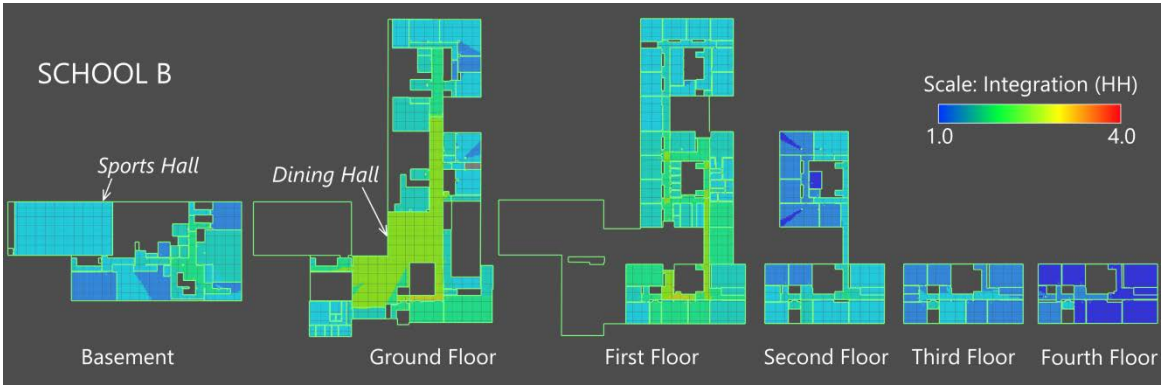 SCHOOL B
Scale: Integration (HH)
1.0 4.0
Sports Hall
Dining Hall
Basement Ground Floor First Floor Second Floor Third Floor Fourth Floor